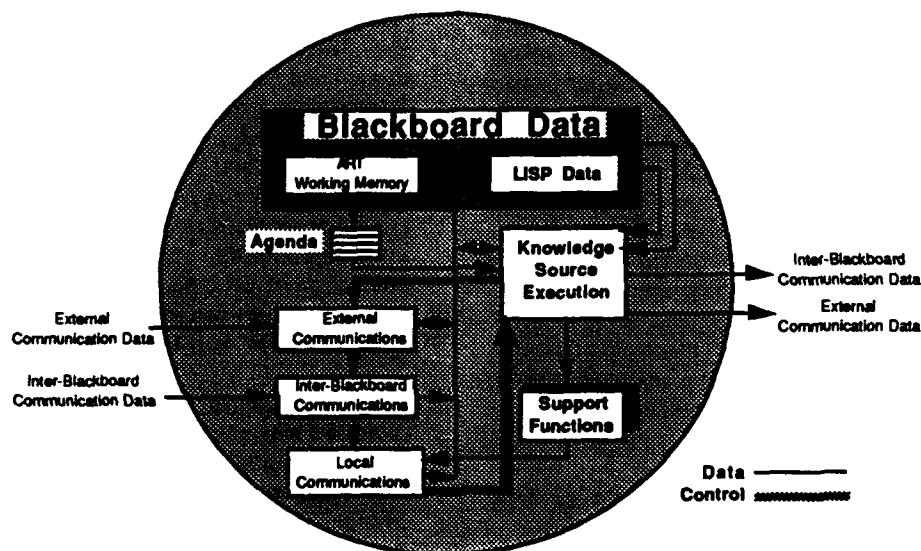 Blackboard Data
ART
Working Memory
LISP Data
Agenda
Knowledge
Source
Execution
Inter-Blackboard
Communication Data
External
Communication Data
External
Communication Data
External
Communications
Inter-Blackboard
Communication Data
Inter-Blackboard
Communications
Support
Functions
Local
Communications
Data
Control